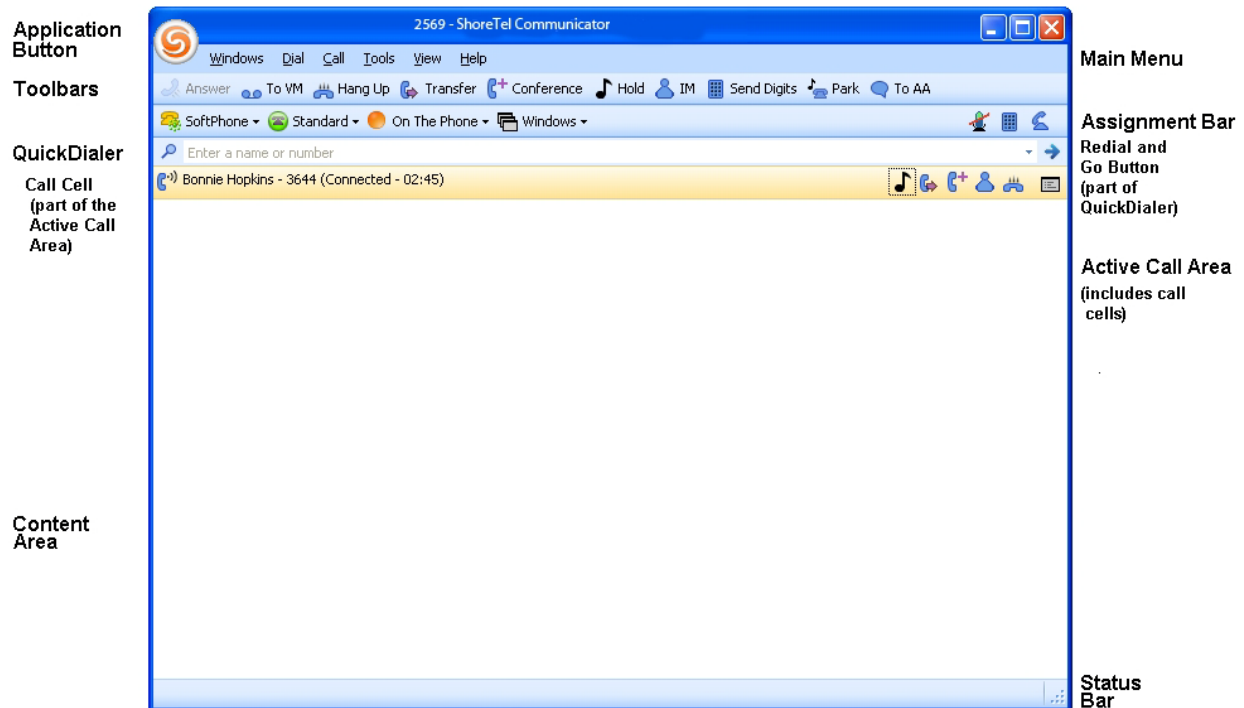 Application
Button
Toolbars
QuickDialer
Call Cell
(part of the
Active Call
Area)
Content
Area
2569 - ShoreTel Communicator
Windows Dial Call Tools View Help
Answer To VM Hang Up Transfer Conference Hold IM Send Digits Park To AA
SoftPhone Standard On The Phone Windows
Enter a name or number
Bonnie Hopkins - 3644 (Connected - 02:45)
Main Menu
Assignment Bar
Redial and
Go Button
(part of
QuickDialer)
Active Call Area
(includes call
cells)
.
Status
Bar